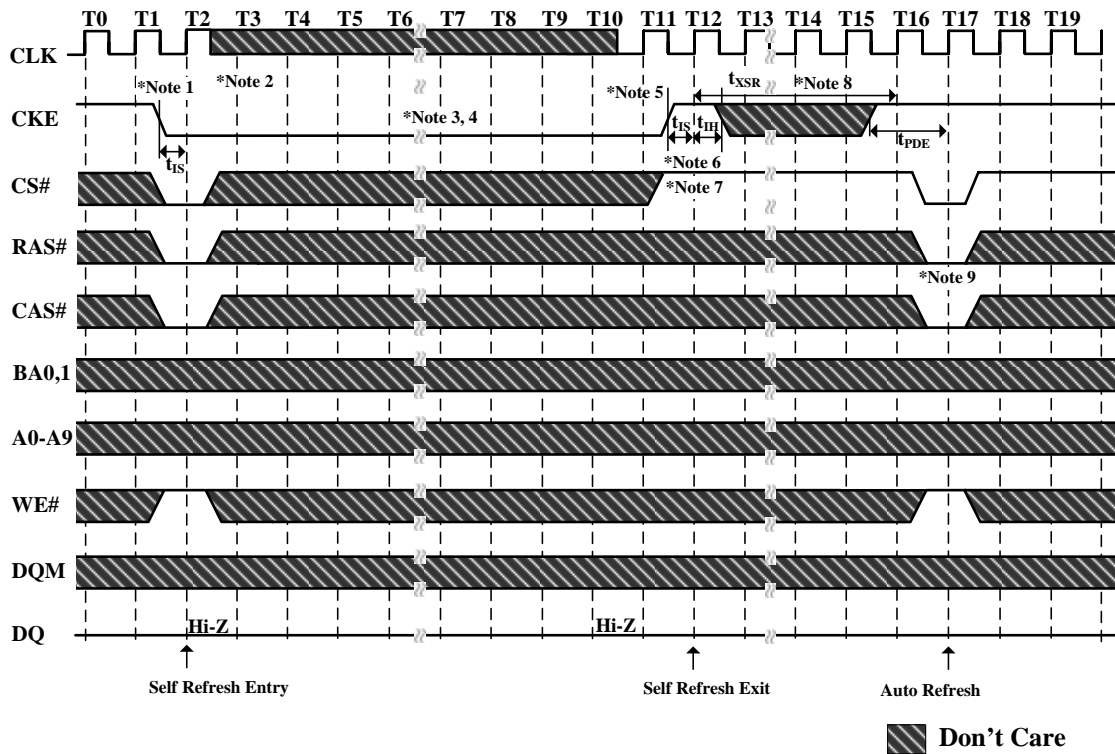 T0 T1 T2 T3 T4 T5 T6 T7 T8 T9 T10 T11 T12 T13 T14 T15 T16 T17 T18 T19
CLK
*Note 1
*Note 2
*Note 5
tXSR
*Note 8
CKE
*Note 3, 4
tIS
tIH
tPDE
tIS
*Note 6
CS#
*Note 7
RAS#
*Note 9
CAS#
BA0,1
A0-A9
WE#
DQM
Hi-Z
Hi-Z
DQ
Self Refresh Entry
Self Refresh Exit
Auto Refresh
Don't Care